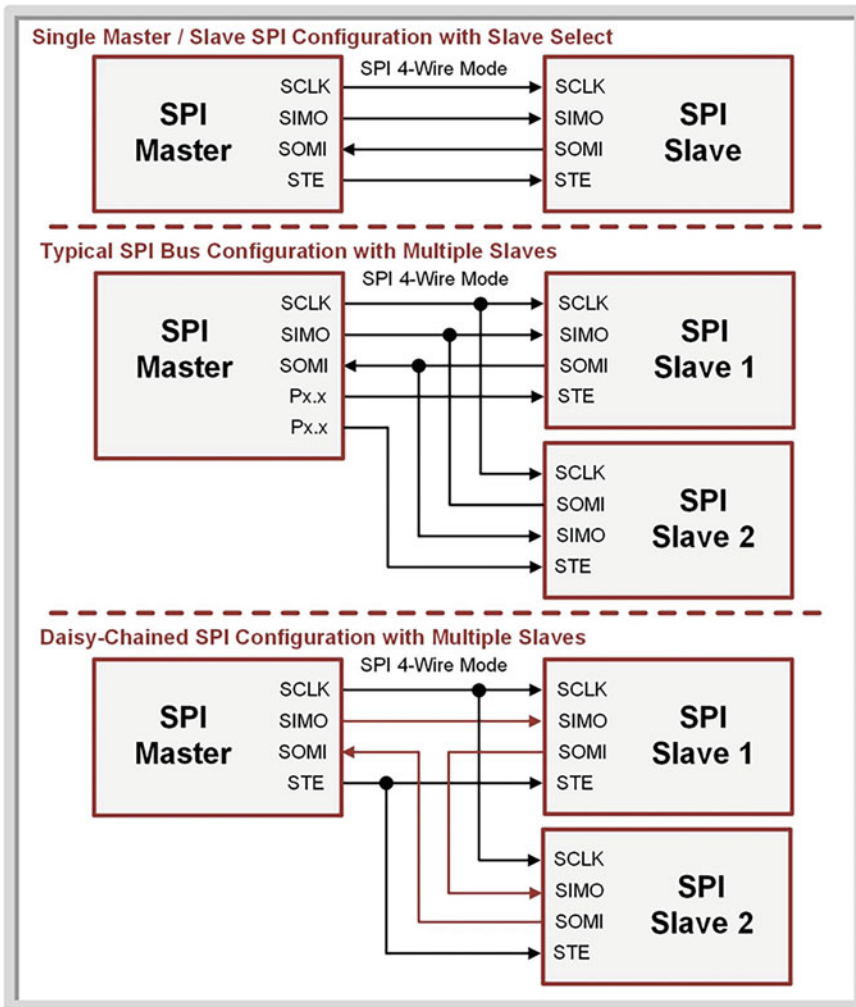 Single Master / Slave SPI Configuration with Slave Select
SPI 4-Wire Mode
SPI
Master
SCLK
SIMO
SOMI
STE
SCLK
SIMO
SOMI
STE
SPI
Slave
Typical SPI Bus Configuration with Multiple Slaves
SPI 4-Wire Mode
SPI
Master
SCLK
SIMO
SOMI
Px.x
Px.x
SCLK
SIMO
SOMI
STE
SPI
Slave 1
SCLK
SOMI
SIMO
STE
SPI
Slave 2
Daisy-Chained SPI Configuration with Multiple Slaves
SPI 4-Wire Mode
SPI
Master
SCLK
SIMO
SOMI
STE
SCLK
SIMO
SOMI
STE
SPI
Slave 1
SCLK
SIMO
SOMI
STE
SPI
Slave 2